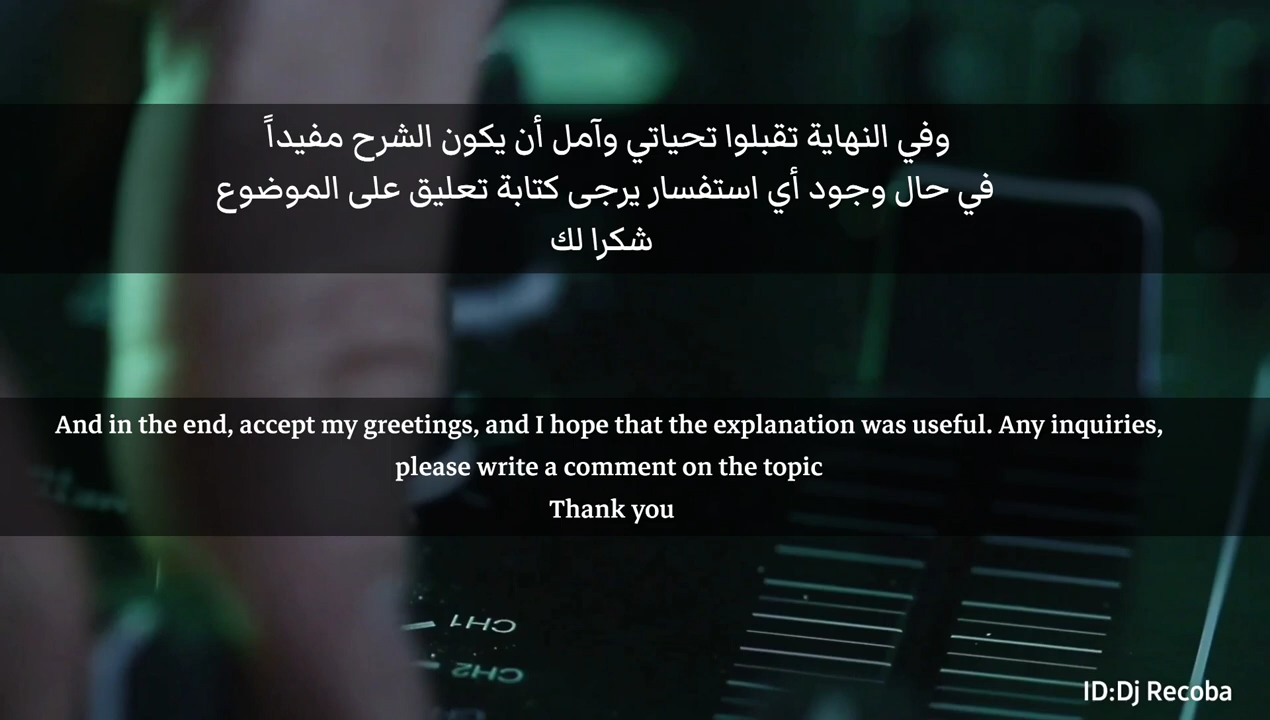 وفي النهاية تقبلوا تحياتي وآمل أن يكون الشرح مفيداً
في حال وجود أي استفسار يرجى كتابة تعليق على الموضوع
شكرا لك
And in the end, accept my greetings, and I hope that the explanation was useful. Any inquiries,
please write a comment on the topic
Thank you
CH1
CH2
ID:Dj Recoba